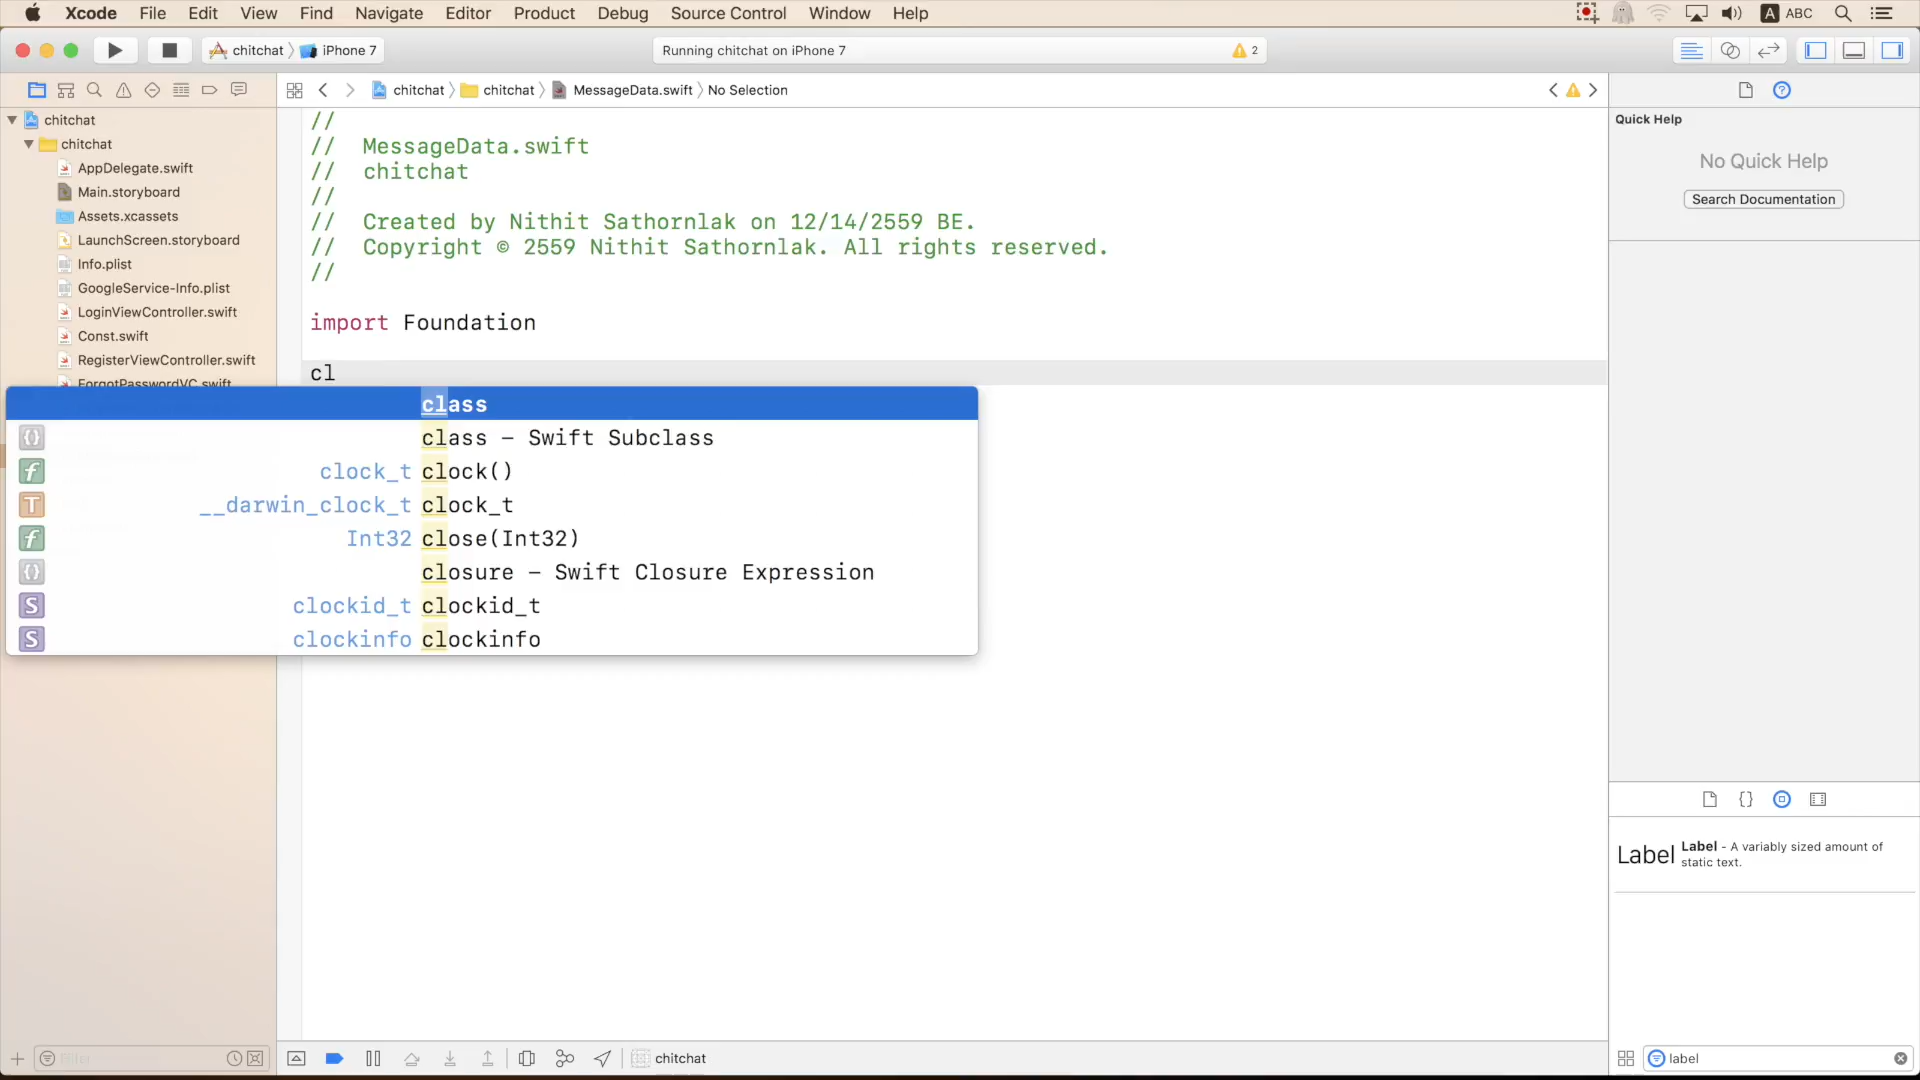 Xcode File Edit View Find Navigate Editor Product Debug Source Control Window Help A ABC
chitchat iPhone 7 Running chitchat on iPhone 7 2
chitchat chitchat MessageData.swift No Selection
chitchat
chitchat
AppDelegate.swift
Main.storyboard
Assets.xcassets
LaunchScreen.storyboard
Info.plist
GoogleService-Info.plist
LoginViewController.swift
Const.swift
RegisterViewController.swift
ForgotPasswordVC.swift
//
// MessageData.swift
// chitchat
//
// Created by Nithit Sathornlak on 12/14/2559 BE.
// Copyright © 2559 Nithit Sathornlak. All rights reserved.
//
import Foundation
cl
class
{} class – Swift Subclass
f clock_t clock()
T __darwin_clock_t clock_t
f Int32 close(Int32)
{} closure – Swift Closure Expression
S clockid_t clockid_t
S clockinfo clockinfo
Quick Help
No Quick Help
Search Documentation
{}
Label Label - A variably sized amount of
static text.
Filter
chitchat
label